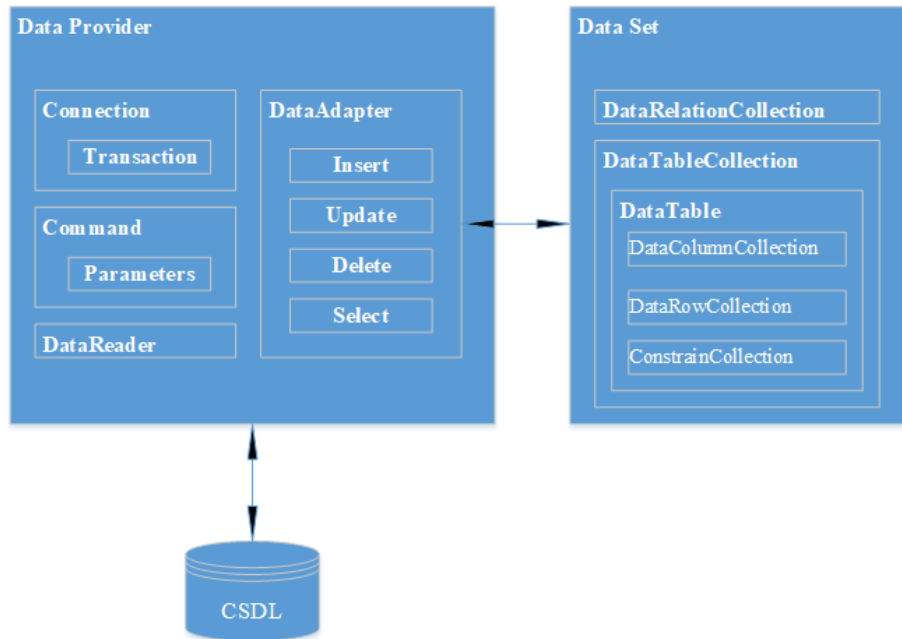 Data Provider
Connection
Transaction
Command
Parameters
DataReader
DataAdapter
Insert
Update
Delete
Select
Data Set
DataRelationCollection
DataTableCollection
DataTable
DataColumnCollection
DataRowCollection
ConstrainCollection
CSDL